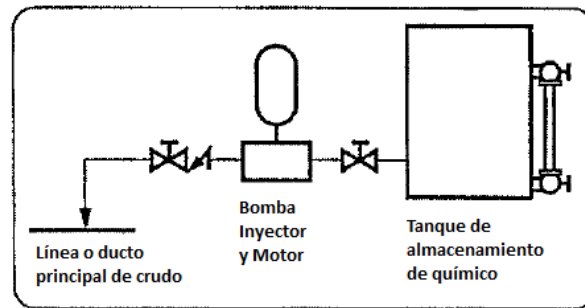 Bomba
Inyector
y Motor
Tanque de
almacenamiento
de químico
Línea o ducto
principal de crudo